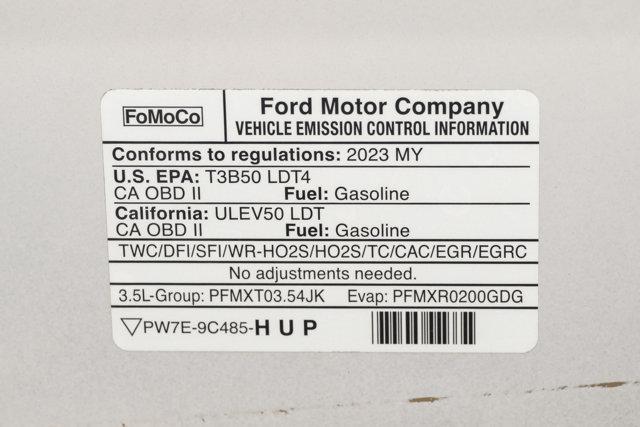 FoMoCo
Ford Motor Company
VEHICLE EMISSION CONTROL INFORMATION
Conforms to regulations: 2023 MY
U.S. EPA: T3B50 LDT4
CA OBD II Fuel: Gasoline
California: ULEV50 LDT
CA OBD II Fuel: Gasoline
TWC/DFI/SFI/WR-HO2S/HO2S/TC/CAC/EGR/EGRC
No adjustments needed.
3.5L-Group: PFMXT03.54JK Evap: PFMXR0200GDG
▽PW7E-9C485-HUP